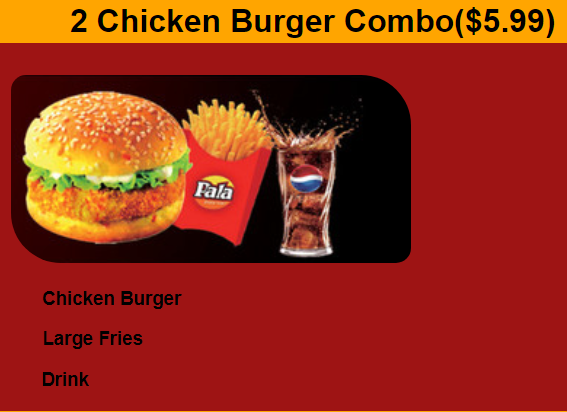 2 Chicken Burger Combo($5.99)
Fala
Chicken Burger
Large Fries
Drink